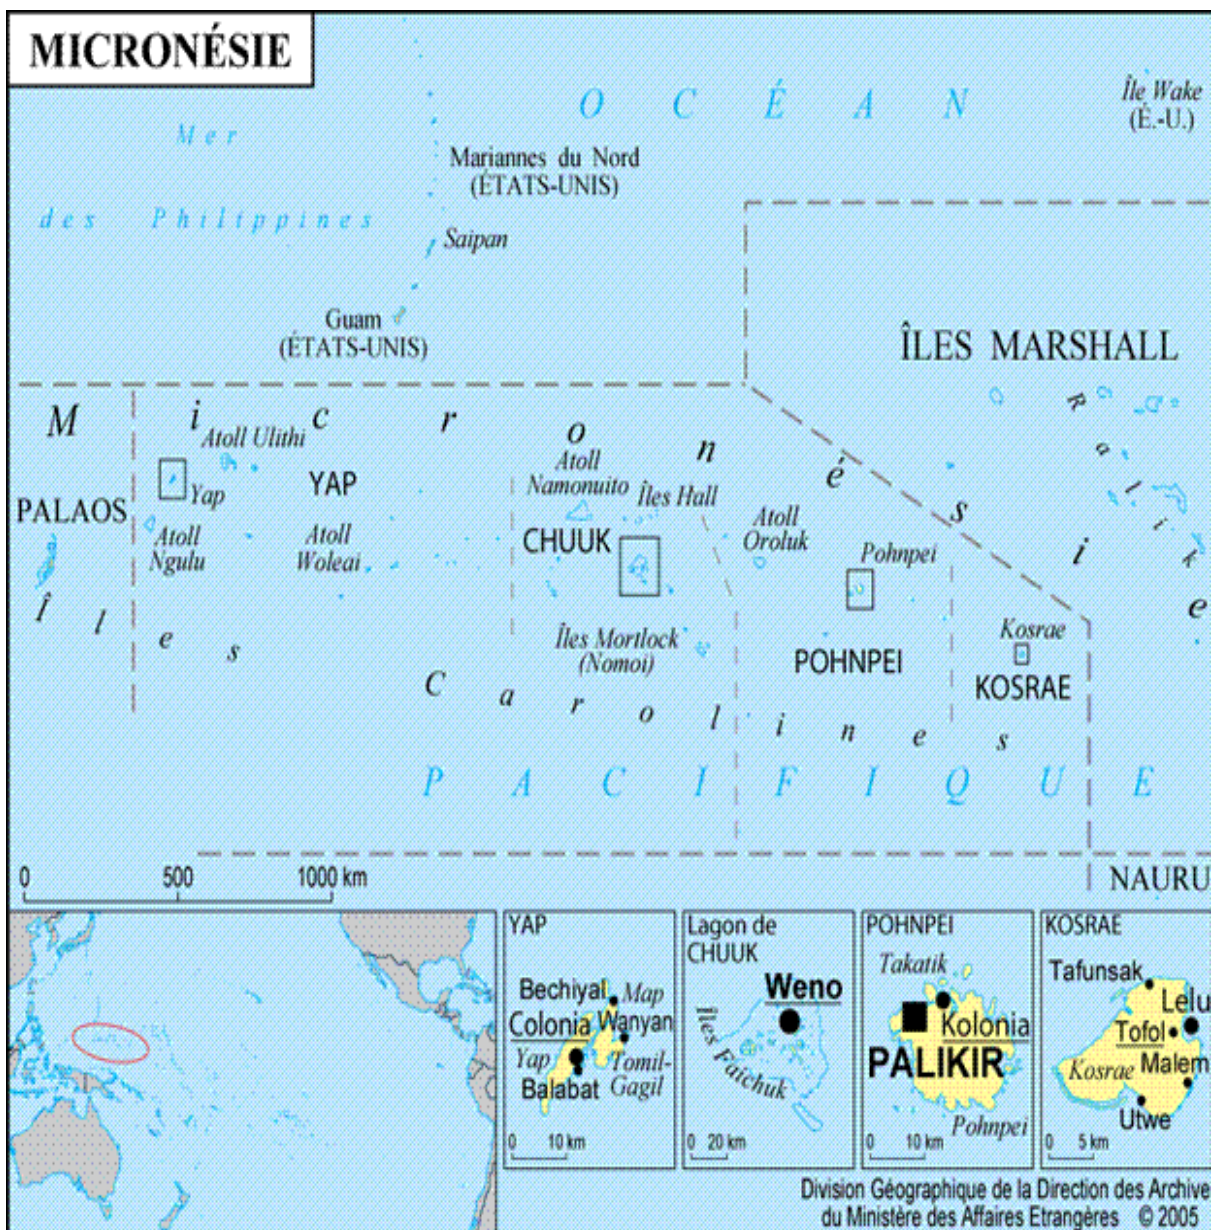 MICRONÉSIE
OCÉAN
Île Wake
(É.-U.)
Mer
des Philippines
Mariannes du Nord
(ÉTATS-UNIS)
Saipan
Guam
(ÉTATS-UNIS)
ÎLES MARSHALL
Ralik
Micronésie
Atoll Ulithi
Yap
YAP
PALAOS
Atoll
Ngulu
Atoll
Woleai
Atoll
Namonuito
Îles Hall
CHUUK
Atoll
Oroluk
Pohnpei
Îles Mortlock
(Nomoi)
POHNPEI
Kosrae
KOSRAE
Îles Carolines
PACIFIQUE
0 500 1000 km
NAURU
YAP
Bechiyal
Map
Colonia
Wanyan
Yap
Tomil-
Gagil
Balabat
0 10 km
Lagon de
CHUUK
Weno
Îles Faichuk
0 20 km
POHNPEI
Takatik
Kolonia
PALIKIR
Pohnpei
0 10 km
KOSRAE
Tafunsak
Lelu
Tofol
Kosrae
Malem
Utwe
0 5 km
Division Géographique de la Direction des Archive
du Ministère des Affaires Etrangères © 2005